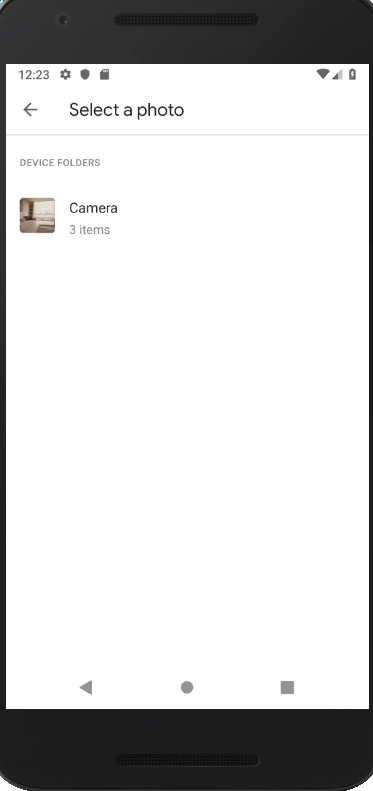 12:23
Select a photo
DEVICE FOLDERS
Camera
3 items